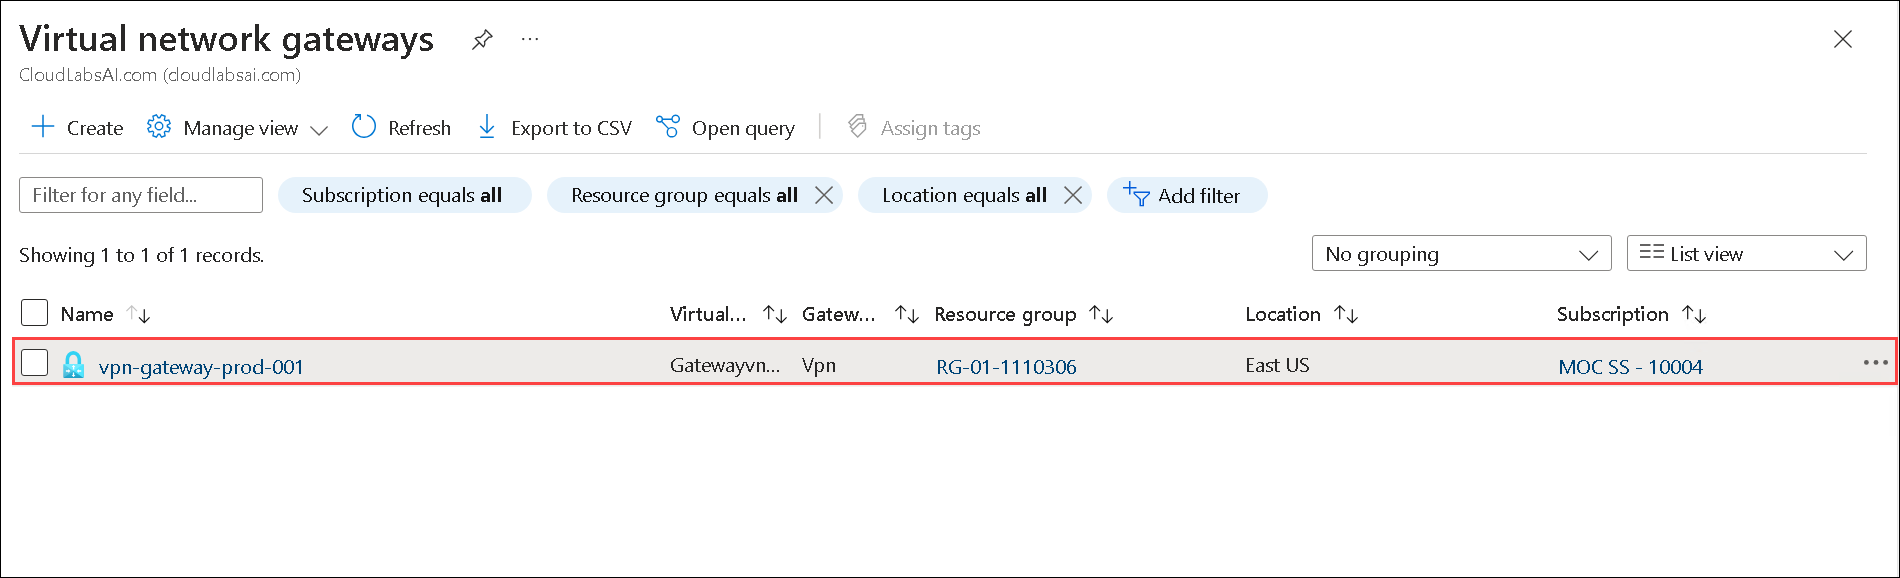 Virtual network gateways
CloudLabsAI.com (cloudlabsai.com)
Create Manage view Refresh Export to CSV Open query Assign tags
Filter for any field... Subscription equals all Resource group equals all Location equals all Add filter
Showing 1 to 1 of 1 records. No grouping List view
Name Virtual... Gatew... Resource group Location Subscription
vpn-gateway-prod-001 Gatewayvn... Vpn RG-01-1110306 East US MOC SS - 10004